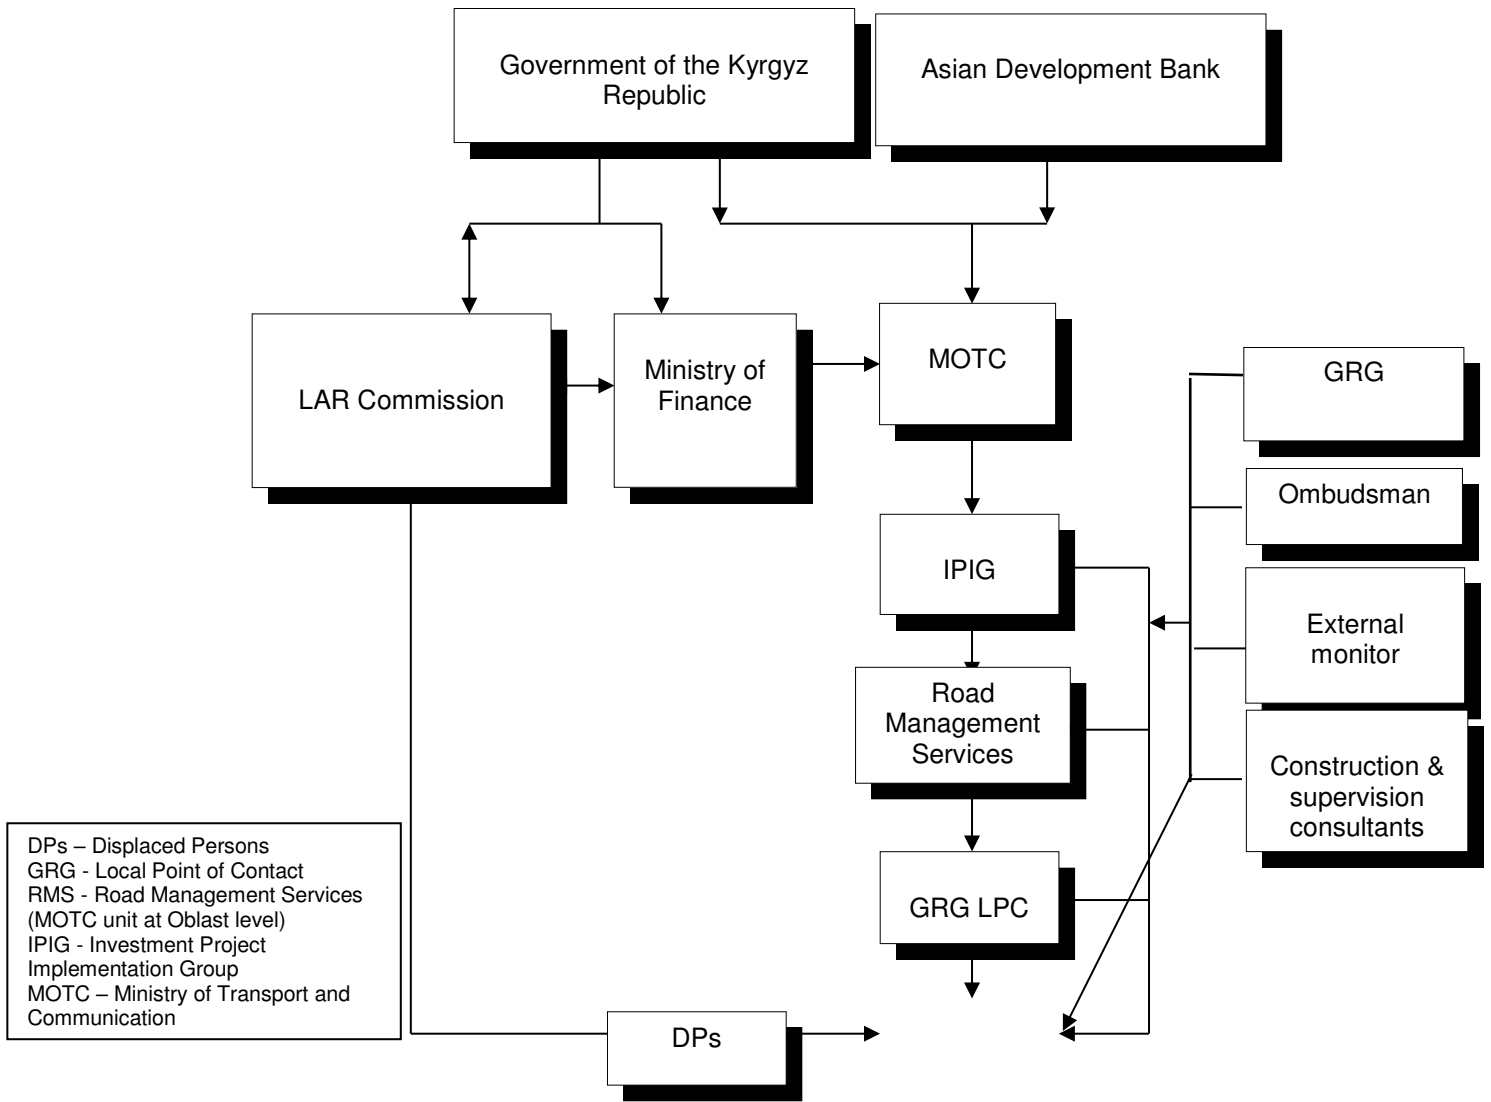 Government of the Kyrgyz
Republic
Asian Development Bank
LAR Commission
Ministry of
Finance
MOTC
GRG
Ombudsman
IPIG
External
monitor
Road
Management
Services
Construction &
supervision
consultants
GRG LPC
DPs – Displaced Persons
GRG - Local Point of Contact
RMS - Road Management Services
(MOTC unit at Oblast level)
IPIG - Investment Project
Implementation Group
MOTC – Ministry of Transport and
Communication
DPs